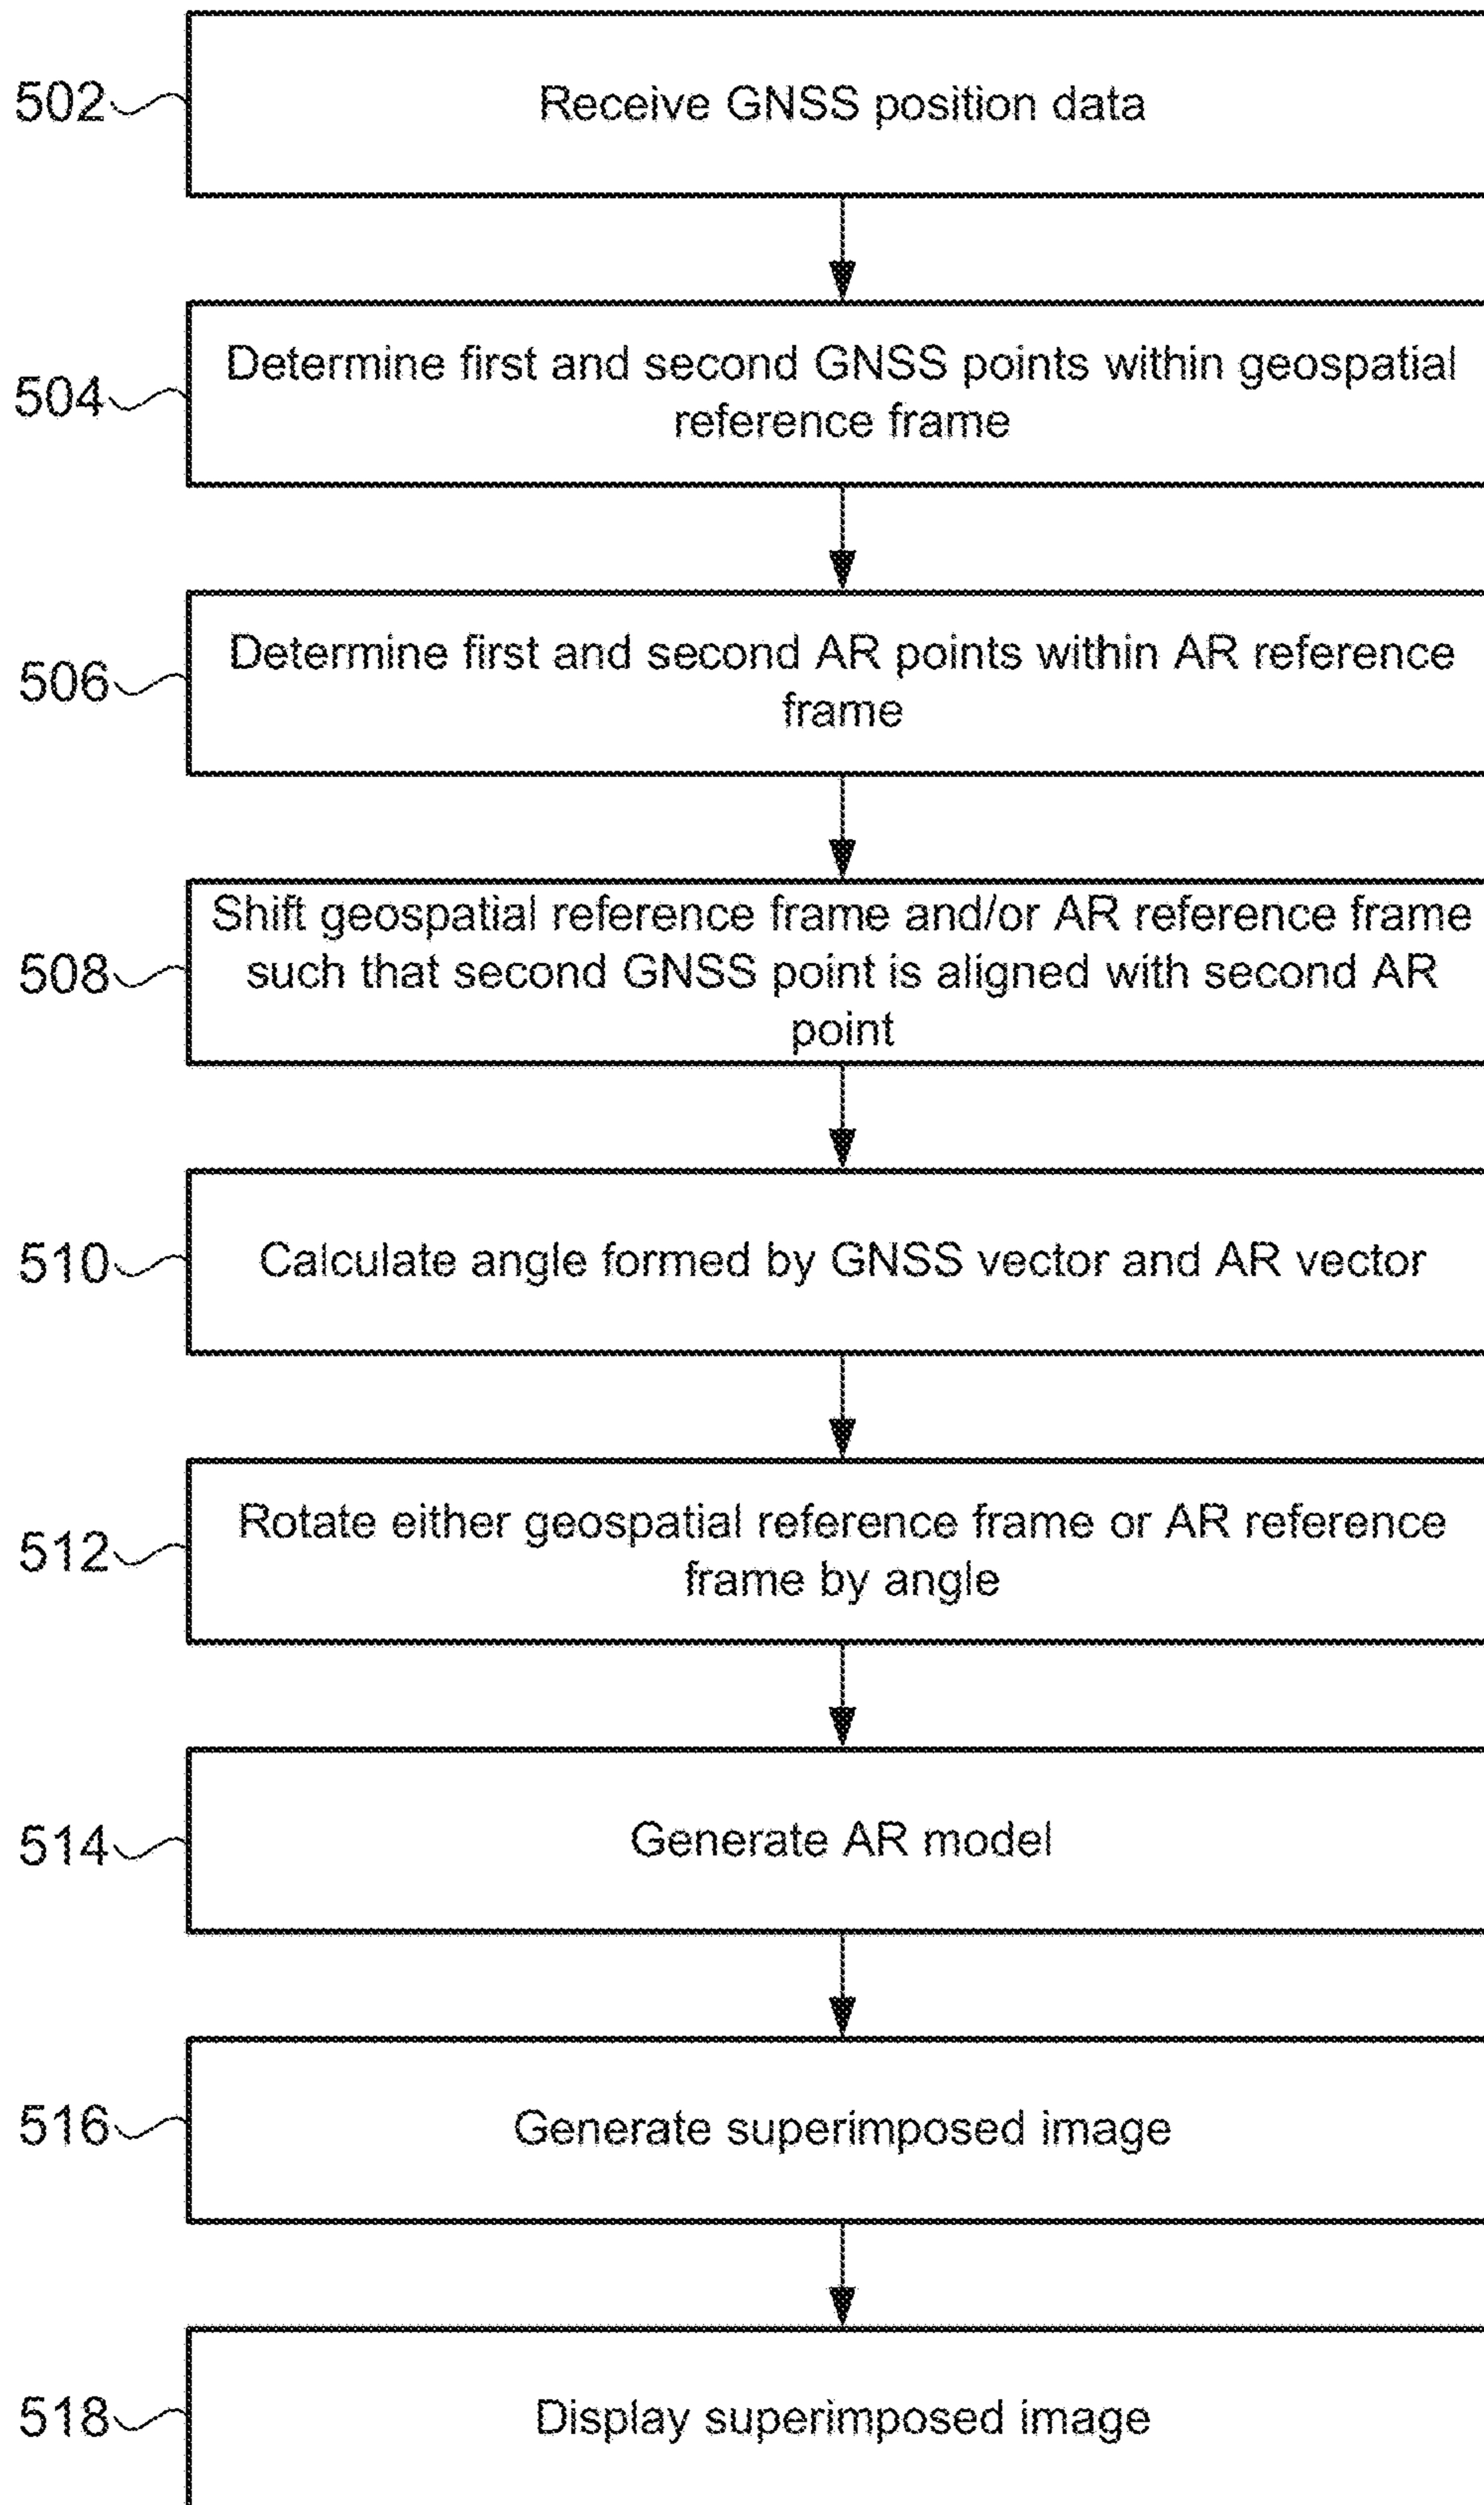 502
Receive GNSS position data
504
Determine first and second GNSS points within geospatial
reference frame
506
Determine first and second AR points within AR reference
frame
508
Shift geospatial reference frame and/or AR reference frame
such that second GNSS point is aligned with second AR
point
510
Calculate angle formed by GNSS vector and AR vector
512
Rotate either geospatial reference frame or AR reference
frame by angle
514
Generate AR model
516
Generate superimposed image
518
Display superimposed image